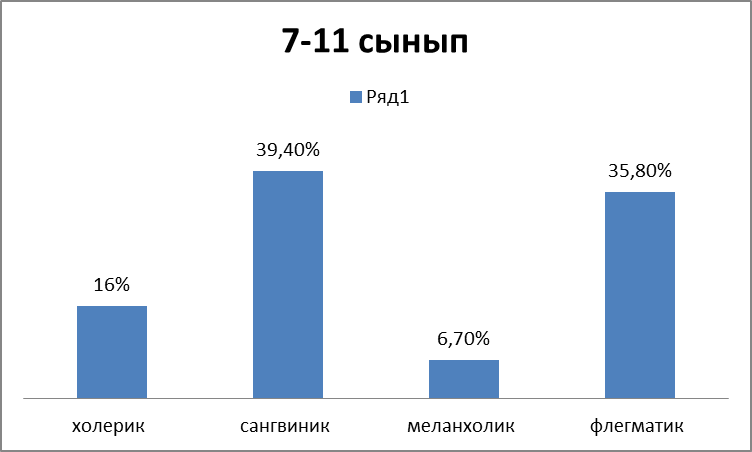 7-11 сынып
Ряд1
39,40%
35,80%
16%
6,70%
холерик сангвиник меланхолик флегматик